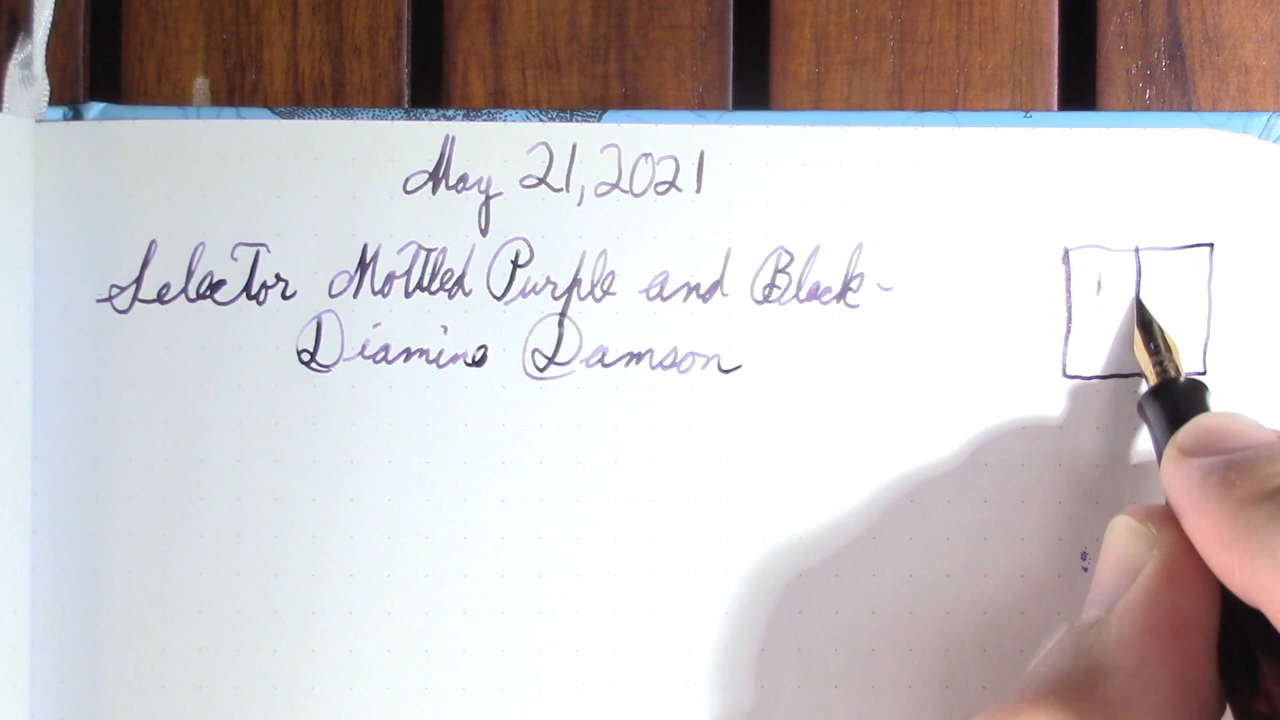 May 21, 2021
Selector Mottled Purple and Black-
Diamine Damson